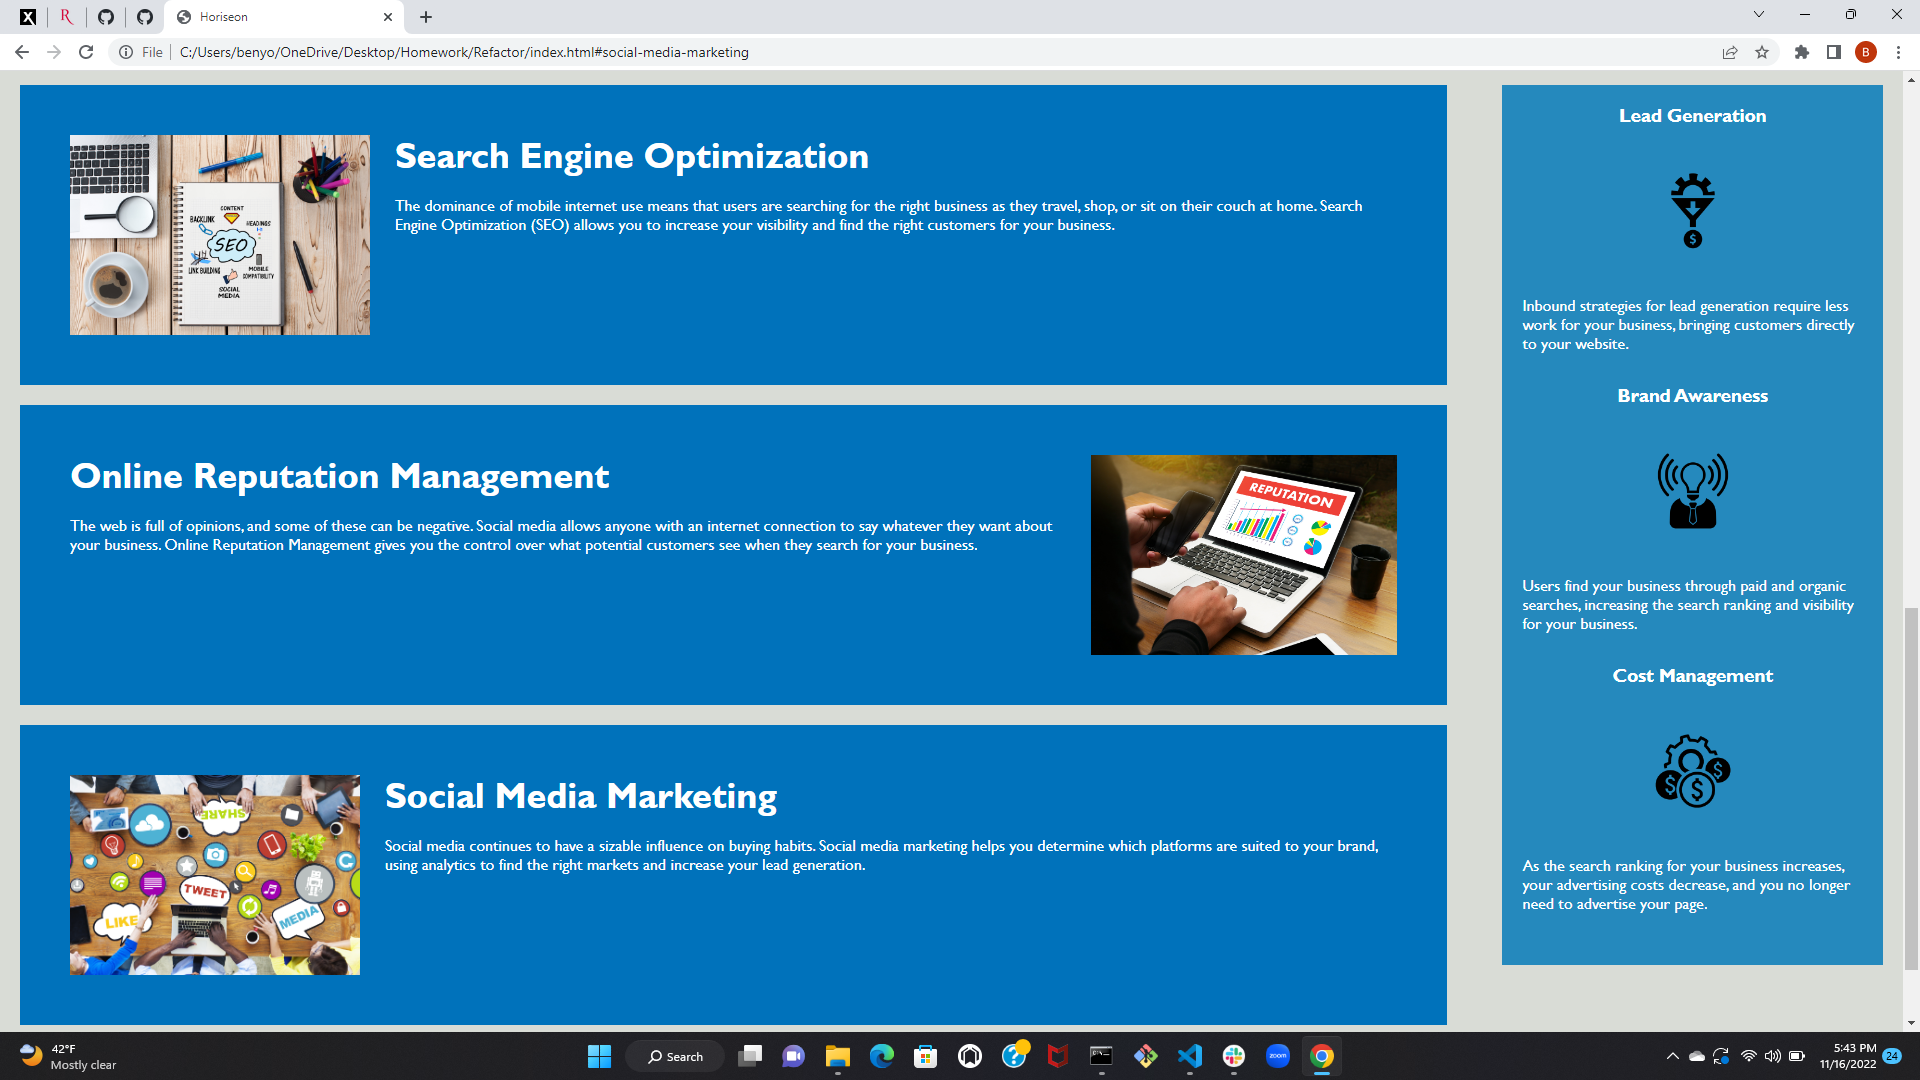 Horiseon
File
C:/Users/benyo/OneDrive/Desktop/Homework/Refactor/index.html#social-media-marketing
B
Search Engine Optimization
The dominance of mobile internet use means that users are searching for the right business as they travel, shop, or sit on their couch at home. Search
Engine Optimization (SEO) allows you to increase your visibility and find the right customers for your business.
CONTENT
BACKLINK
HEADINGS
SEO
LINK BUILDING
MOBILE
COMPATIBILITY
SOCIAL
MEDIA
Online Reputation Management
The web is full of opinions, and some of these can be negative. Social media allows anyone with an internet connection to say whatever they want about
your business. Online Reputation Management gives you the control over what potential customers see when they search for your business.
REPUTATION
Social Media Marketing
Social media continues to have a sizable influence on buying habits. Social media marketing helps you determine which platforms are suited to your brand,
using analytics to find the right markets and increase your lead generation.
SHARE
TWEET
LIKE
MEDIA
Lead Generation
$
Inbound strategies for lead generation require less
work for your business, bringing customers directly
to your website.
Brand Awareness
Users find your business through paid and organic
searches, increasing the search ranking and visibility
for your business.
Cost Management
$ $ $
As the search ranking for your business increases,
your advertising costs decrease, and you no longer
need to advertise your page.
42°F
Mostly clear
Search
zoom
5:43 PM
11/16/2022
24